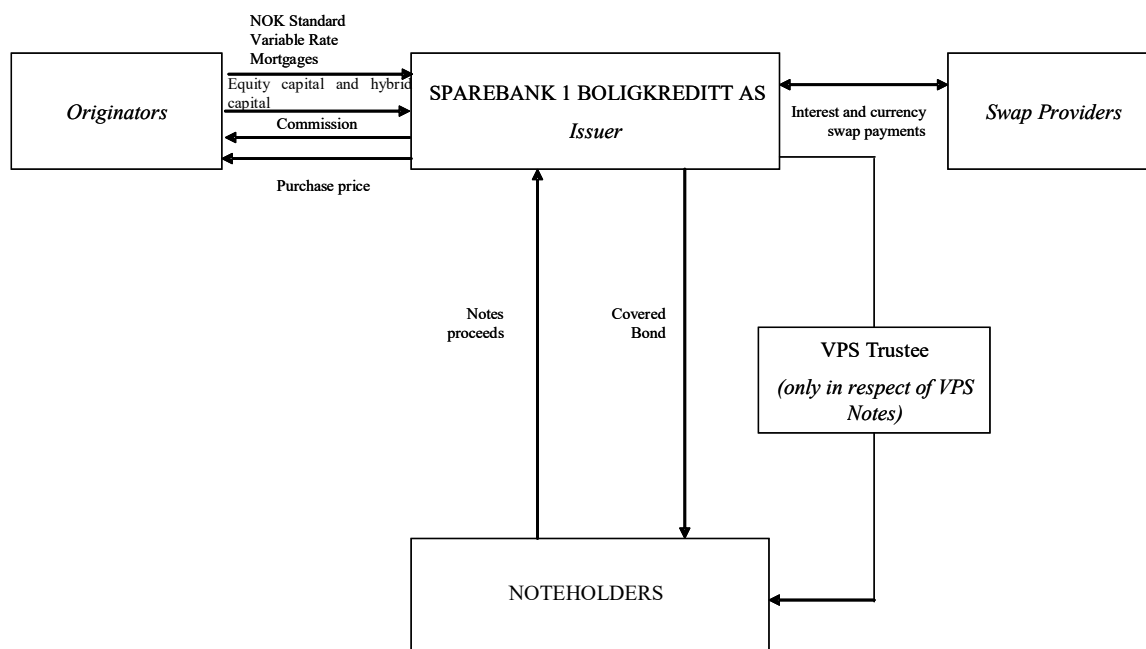 NOK Standard
Variable Rate
Mortgages
Equity capital and hybrid
capital
Commission
Purchase price
Originators
SPAREBANK 1 BOLIGKREDITT AS
Issuer
Interest and currency
swap payments
Swap Providers
Notes
proceeds
Covered
Bond
VPS Trustee
(only in respect of VPS
Notes)
NOTEHOLDERS